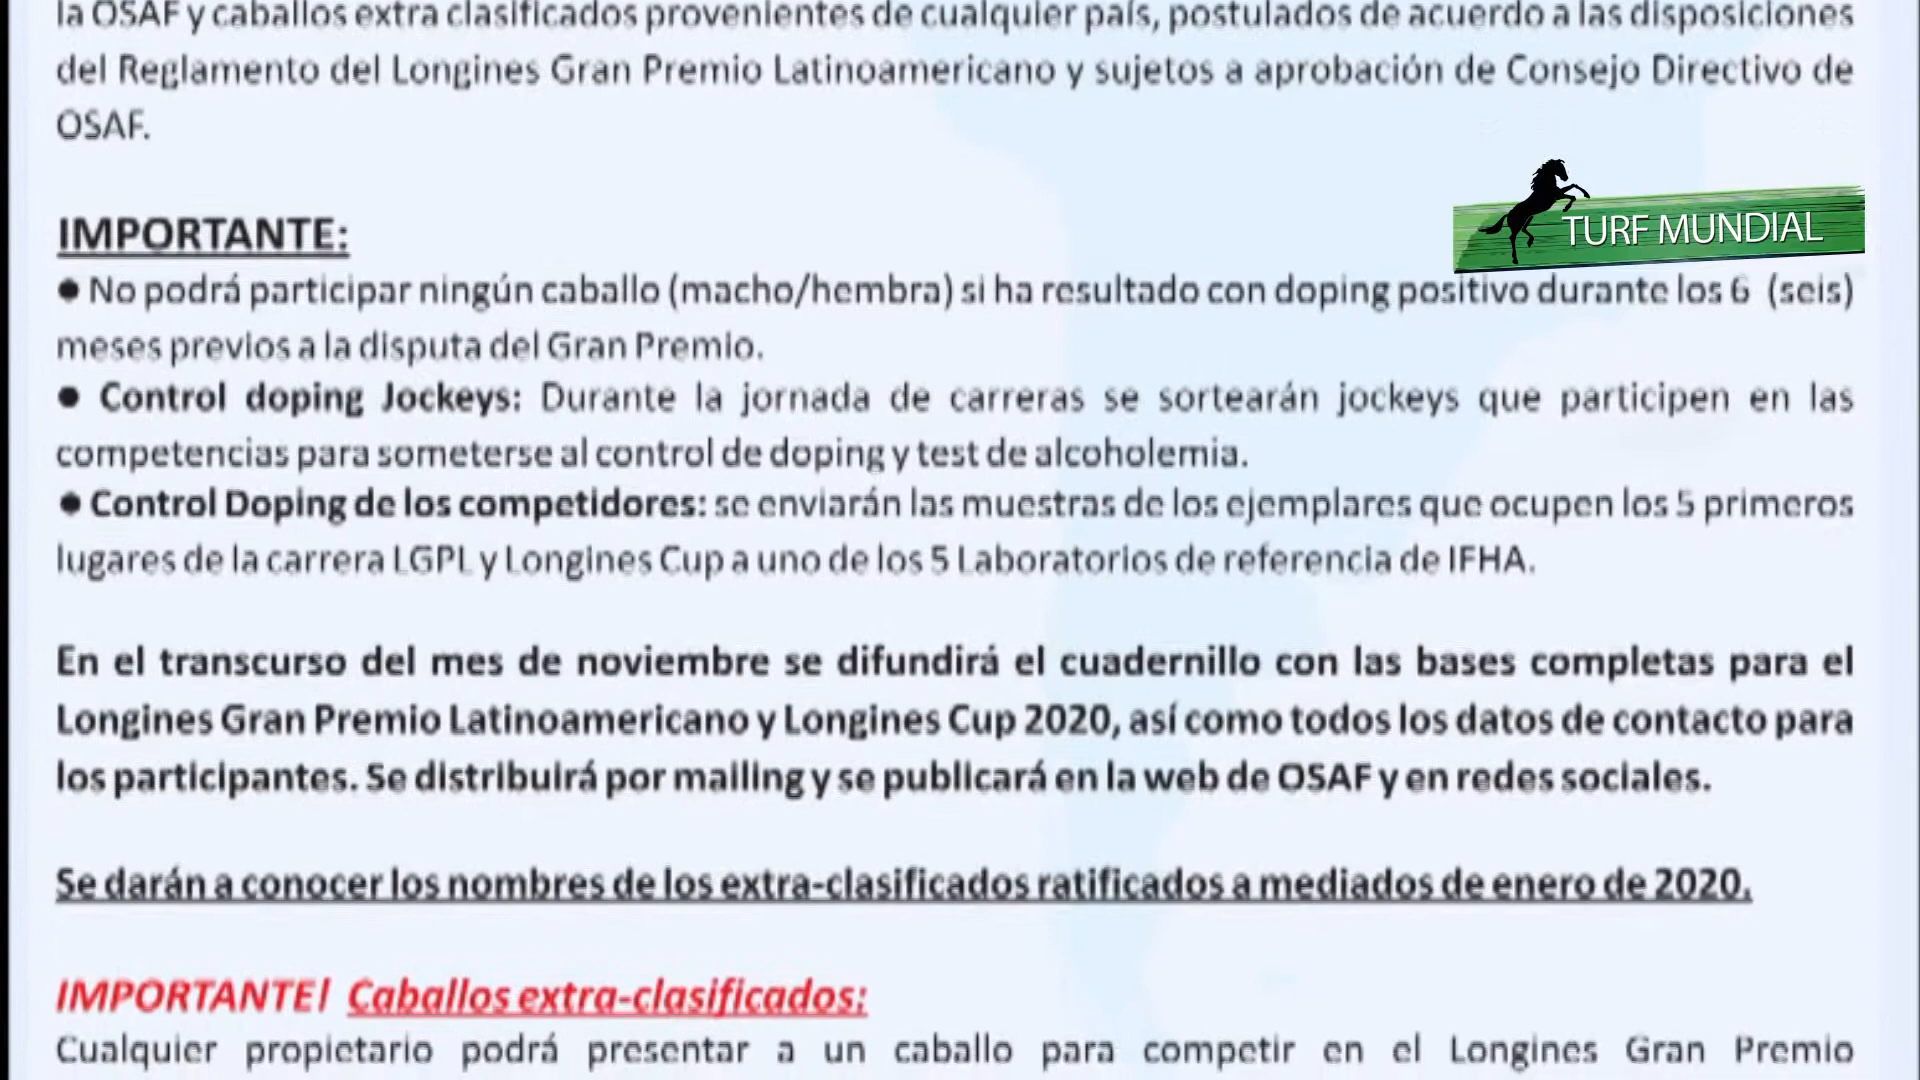 la OSAF y caballos extra clasificados provenientes de cualquier país, postulados de acuerdo a las disposiciones
del Reglamento del Longines Gran Premio Latinoamericano y sujetos a aprobación de Consejo Directivo de
OSAF.
IMPORTANTE:
TURF MUNDIAL
● No podrá participar ningún caballo (macho/hembra) si ha resultado con doping positivo durante los 6 (seis)
meses previos a la disputa del Gran Premio.
● Control doping Jockeys: Durante la jornada de carreras se sortearán jockeys que participen en las
competencias para someterse al control de doping y test de alcoholemia.
● Control Doping de los competidores: se enviarán las muestras de los ejemplares que ocupen los 5 primeros
lugares de la carrera LGPL y Longines Cup a uno de los 5 Laboratorios de referencia de IFHA.
En el transcurso del mes de noviembre se difundirá el cuadernillo con las bases completas para el
Longines Gran Premio Latinoamericano y Longines Cup 2020, así como todos los datos de contacto para
los participantes. Se distribuirá por mailing y se publicará en la web de OSAF y en redes sociales.
Se darán a conocer los nombres de los extra-clasificados ratificados a mediados de enero de 2020.
IMPORTANTE! Caballos extra-clasificados:
Cualquier propietario podrá presentar a un caballo para competir en el Longines Gran Premio